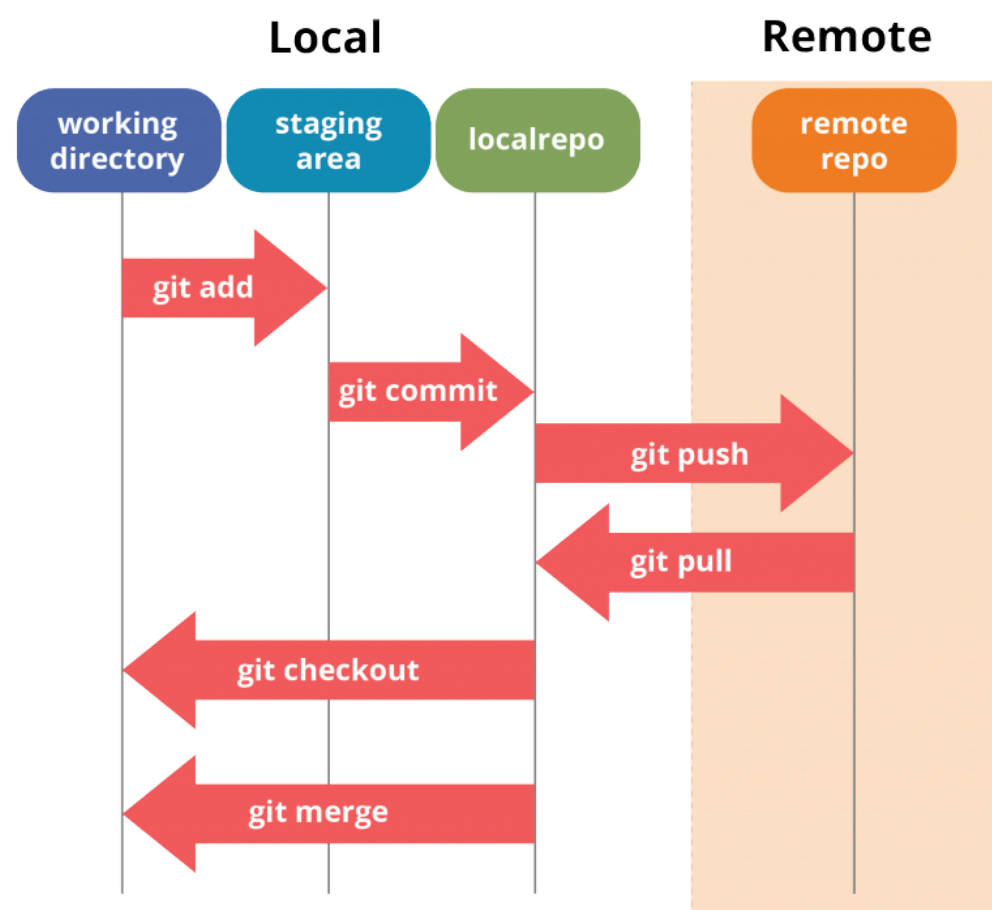 Local
Remote
working
directory
staging
area
localrepo
remote
repo
git add
git commit
git push
git pull
git checkout
git merge